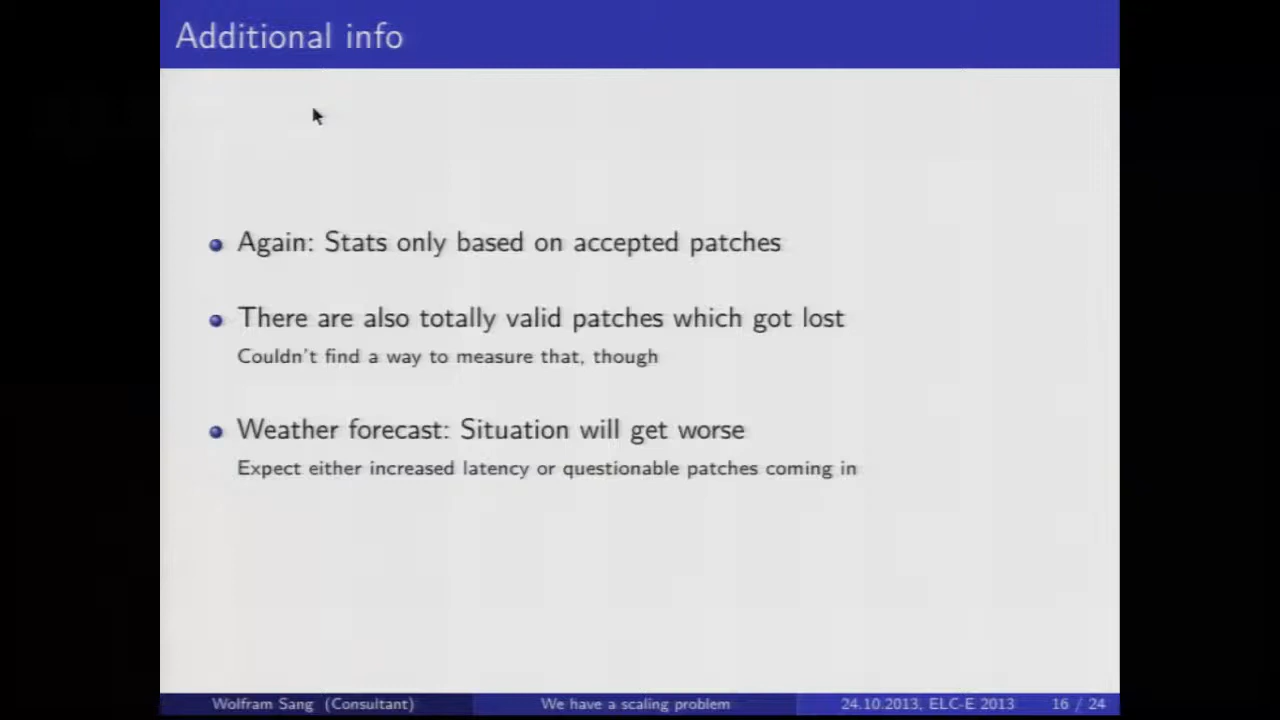 Additional info
Again: Stats only based on accepted patches
There are also totally valid patches which got lost
Couldn't find a way to measure that, though
Weather forecast: Situation will get worse
Expect either increased latency or questionable patches coming in
Wolfram Sang (Consultant) We have a scaling problem 24.10.2013, ELC-E 2013 16 / 24